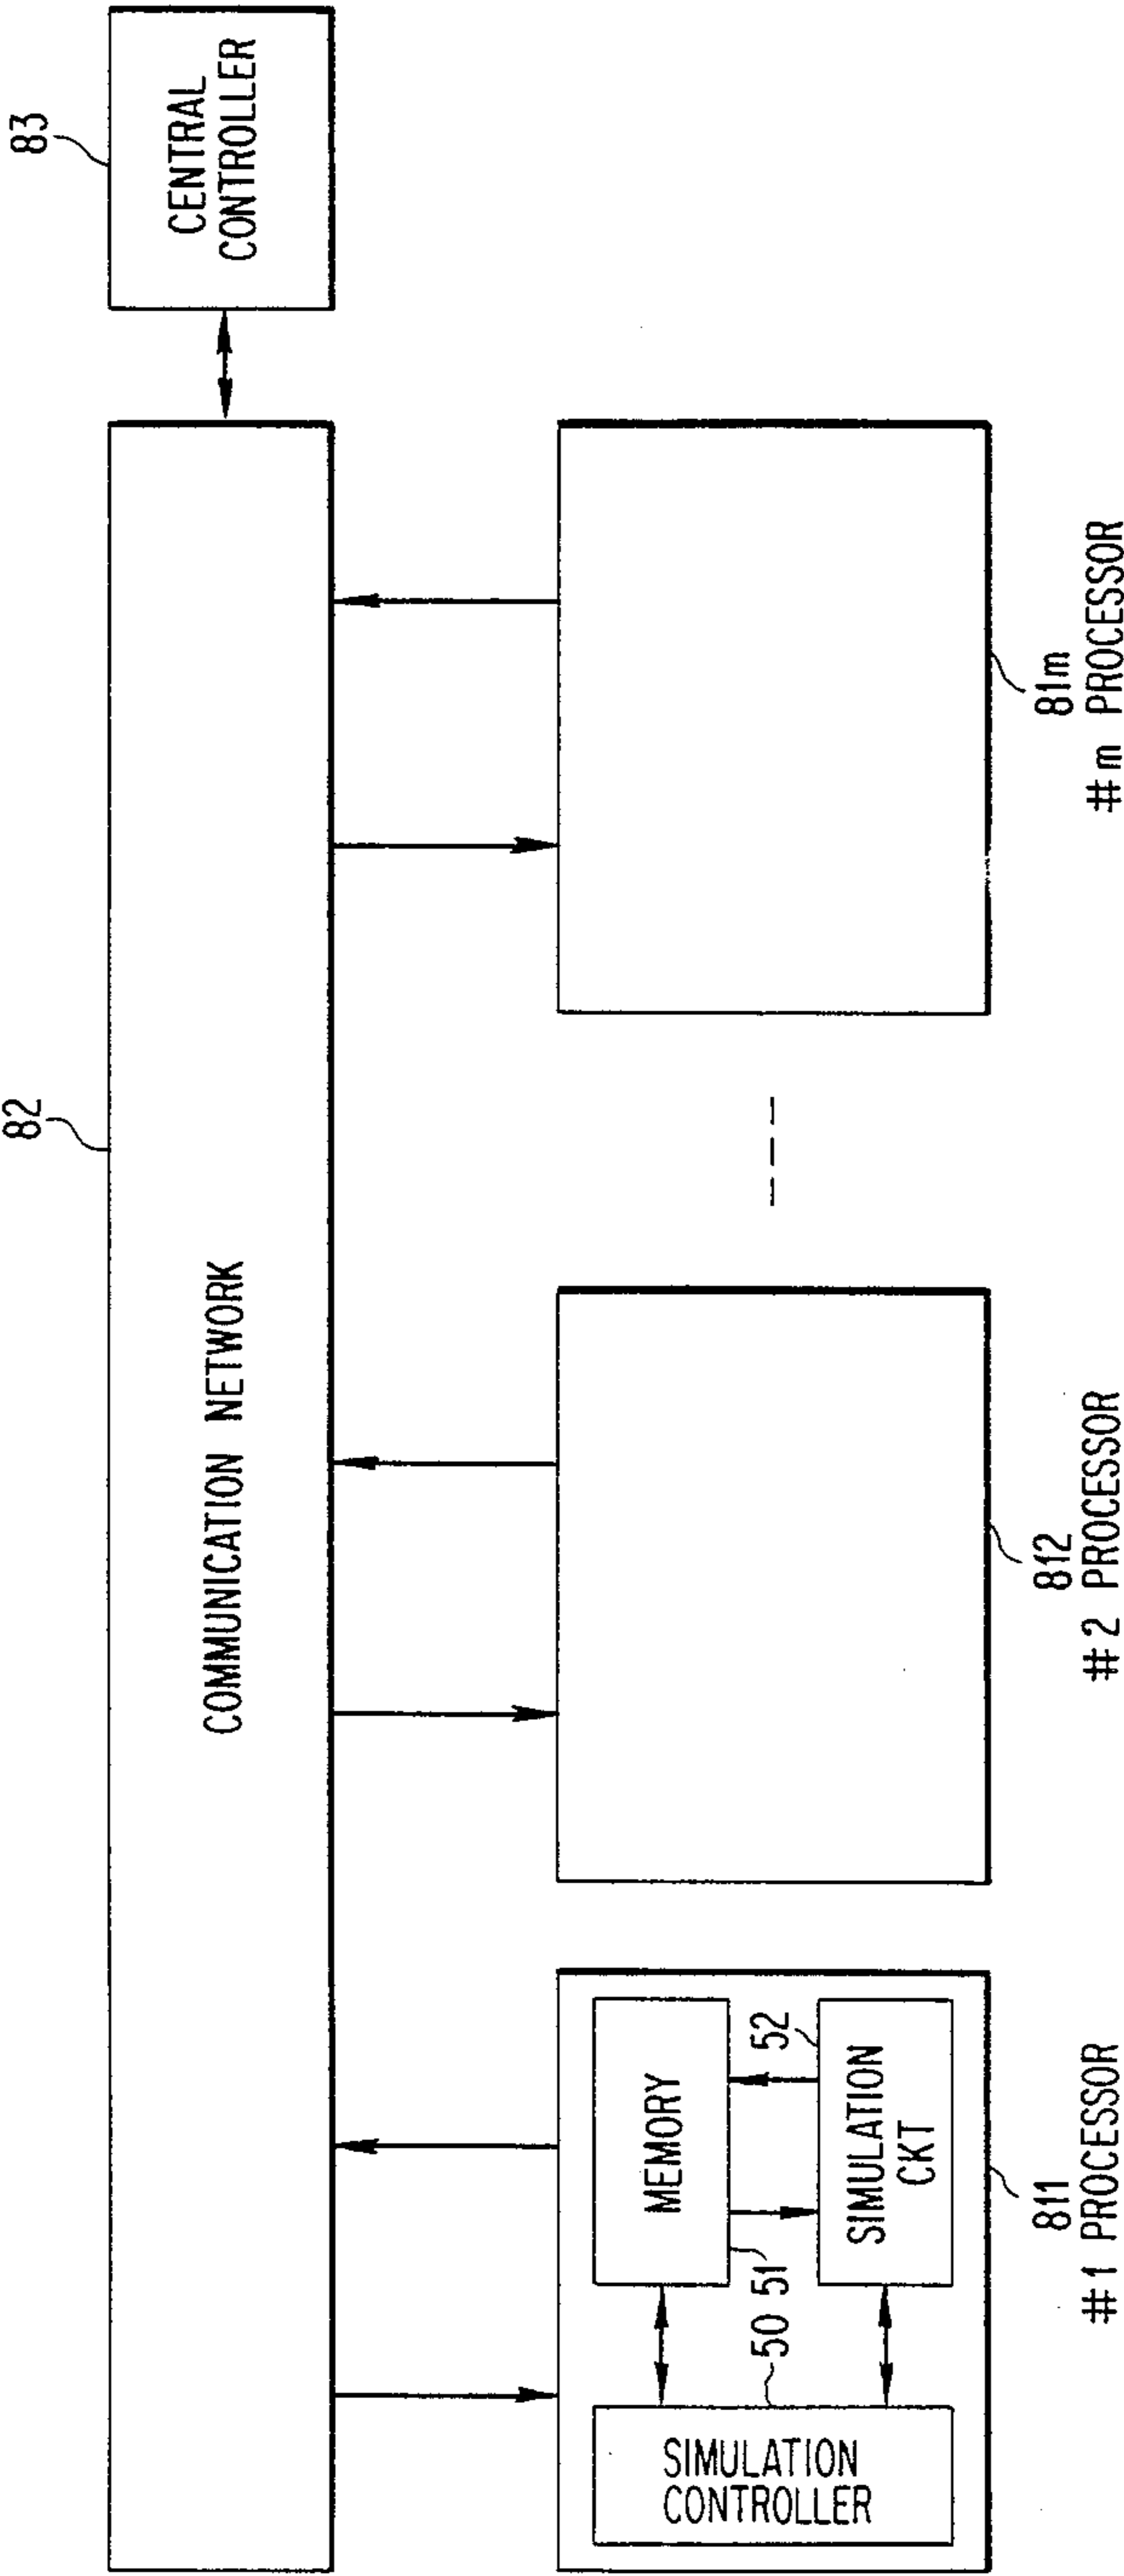 82
83
COMMUNICATION NETWORK
CENTRAL
CONTROLLER
SIMULATION
CONTROLLER
50
51
MEMORY
52
SIMULATION
CKT
811
#1 PROCESSOR
812
#2 PROCESSOR
81m
#m PROCESSOR